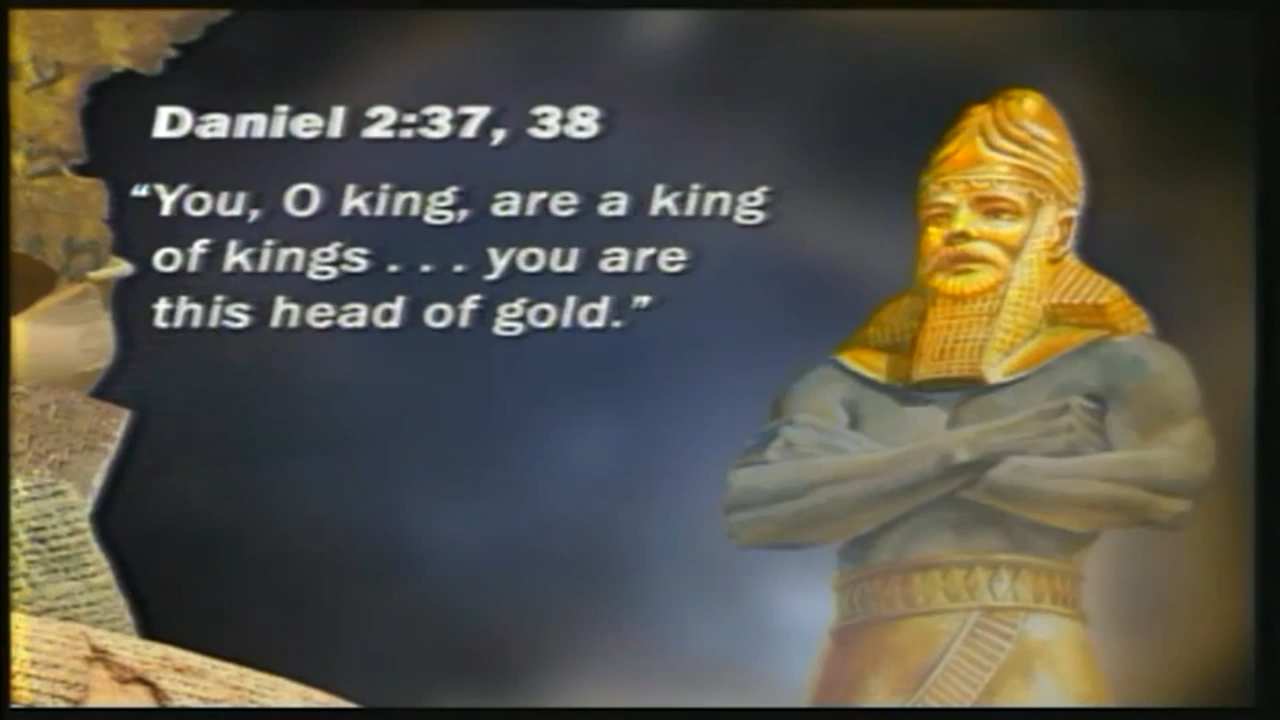 Daniel 2:37, 38
“You, O king, are a king
of kings . . . you are
this head of gold.”